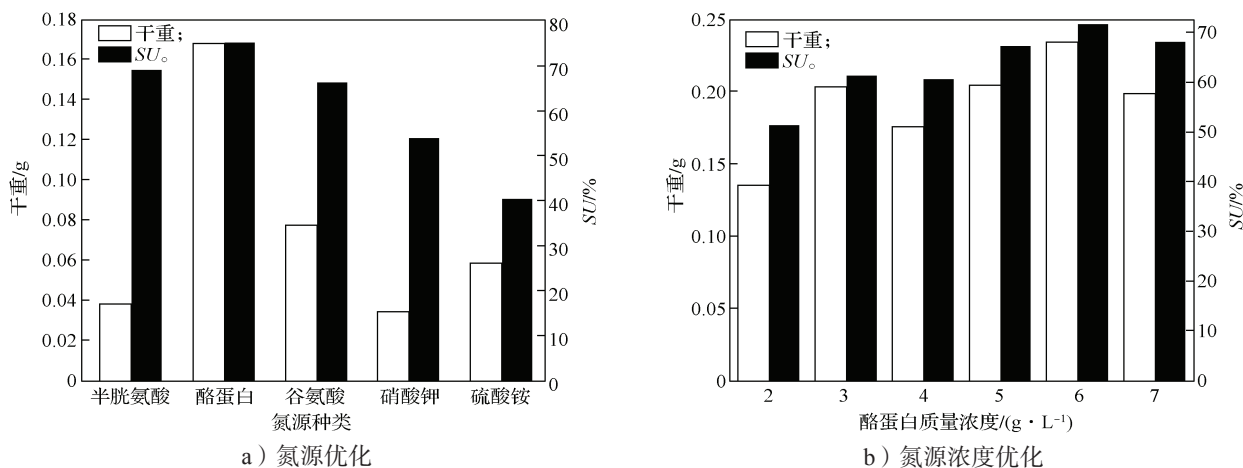 0.18
0.16
0.14
0.12
0.10
0.08
0.06
0.04
0.02
0
干重/g
干重;
SU。
80
70
60
50
40
30
20
10
0
SU/%
半胱氨酸 酪蛋白 谷氨酸 硝酸钾 硫酸铵
氮源种类
a）氮源优化
0.25
0.20
0.15
0.10
0.05
0
干重/g
干重;
SU。
70
60
50
40
30
20
10
0
SU/%
2 3 4 5 6 7
酪蛋白质量浓度/(g·L⁻¹)
b）氮源浓度优化